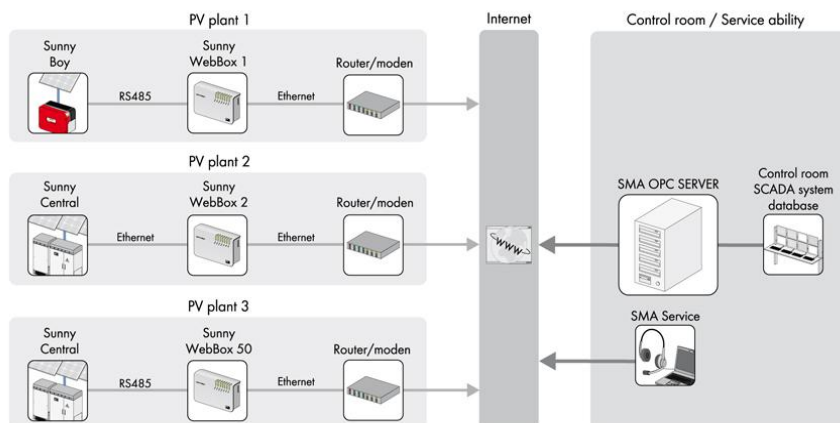 PV plant 1
Internet
Control room / Service ability
Sunny
Boy
Sunny
WebBox 1
Router/moden
RS485
Ethernet
PV plant 2
Sunny
Central
Sunny
WebBox 2
Router/moden
Ethernet
Ethernet
WWW
SMA OPC SERVER
Control room
SCADA system
database
PV plant 3
Sunny
Central
Sunny
WebBox 50
Router/moden
RS485
Ethernet
SMA Service